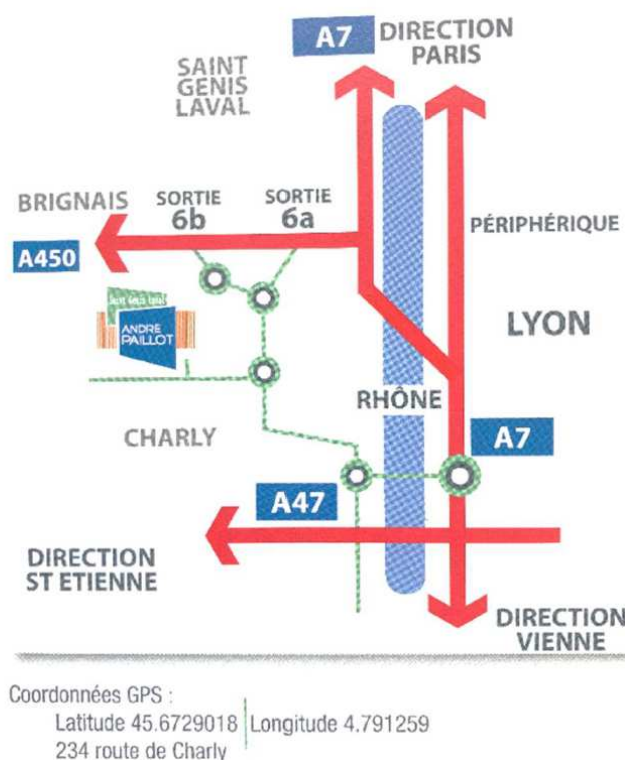 A7
DIRECTION
PARIS
SAINT
GENIS
LAVAL
BRIGNAIS
SORTIE
6b
SORTIE
6a
A450
PÉRIPHÉRIQUE
ANDRE
PAILLOT
LYON
RHÔNE
A7
CHARLY
A47
DIRECTION
ST ETIENNE
DIRECTION
VIENNE
Coordonnées GPS :
Latitude 45.6729018 | Longitude 4.791259
234 route de Charly